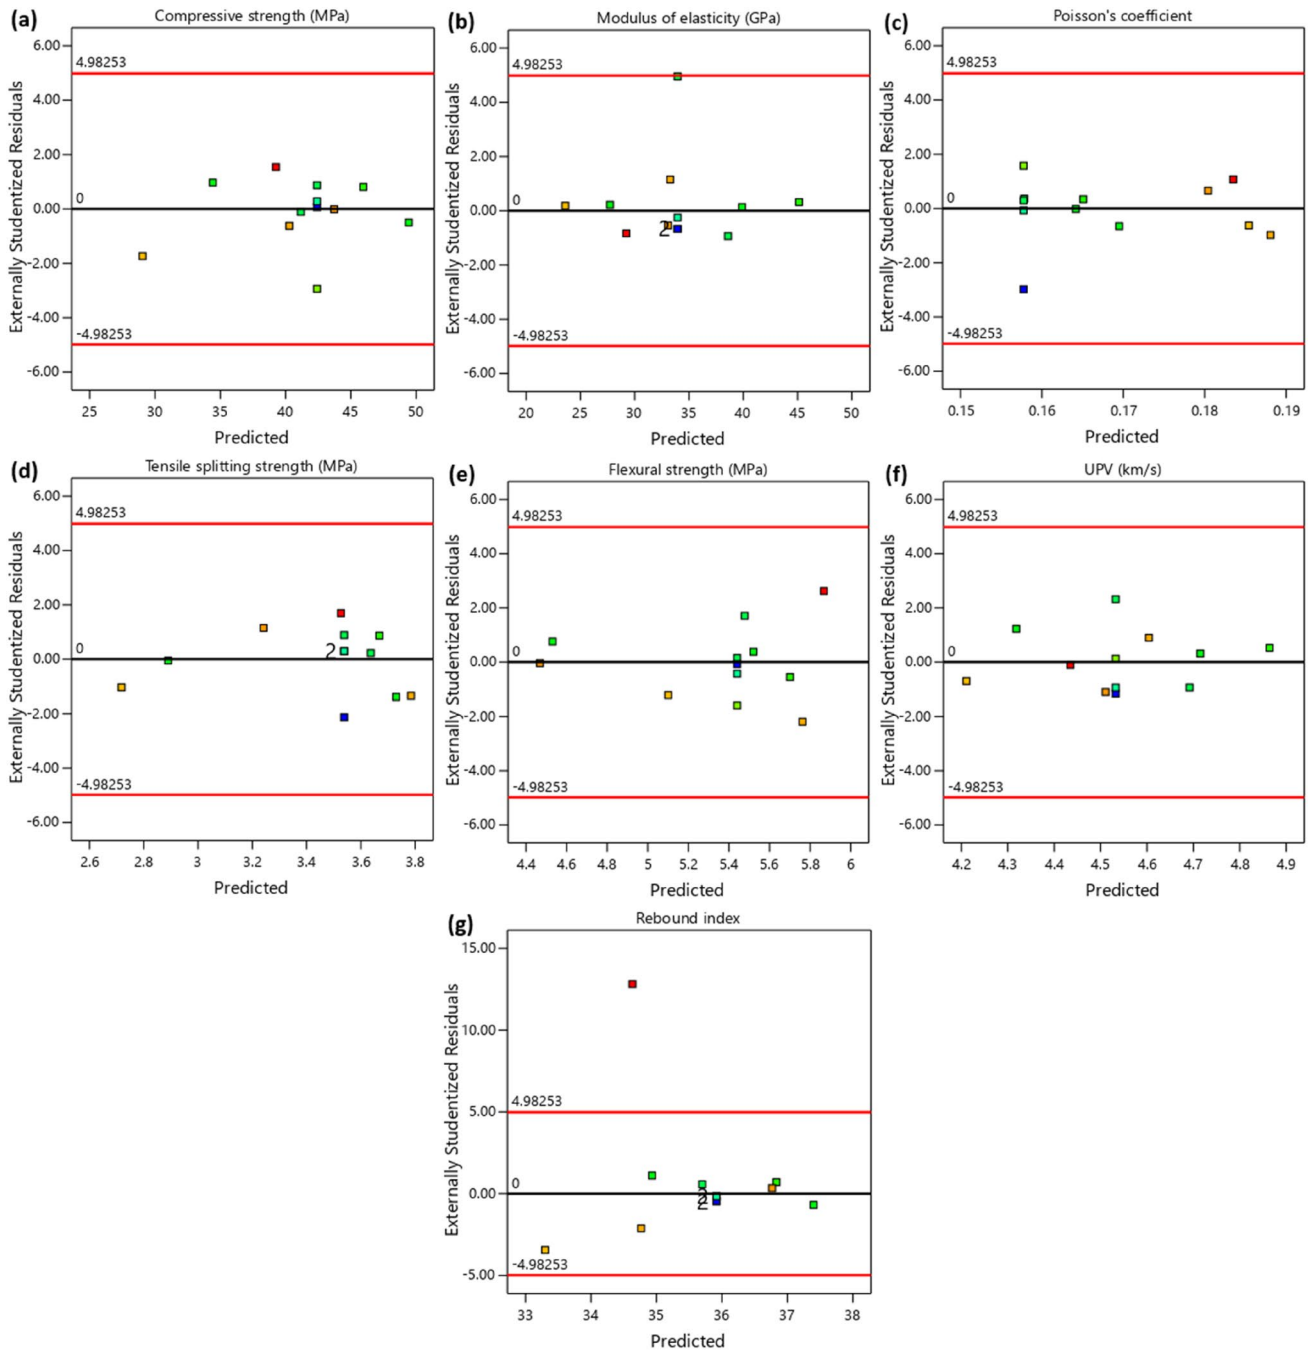 (a)
Compressive strength (MPa)
Externally Studentized Residuals
6.00
4.98253
4.00
2.00
0
0.00
-2.00
-4.00
-4.98253
-6.00
25 30 35 40 45 50
Predicted
(b)
Modulus of elasticity (GPa)
Externally Studentized Residuals
6.00
4.98253
4.00
2.00
0
0.00
2
-2.00
-4.00
-4.98253
-6.00
20 25 30 35 40 45 50
Predicted
(c)
Poisson's coefficient
Externally Studentized Residuals
6.00
4.98253
4.00
2.00
0
0.00
-2.00
-4.00
-4.98253
-6.00
0.15 0.16 0.17 0.18 0.19
Predicted
(d)
Tensile splitting strength (MPa)
Externally Studentized Residuals
6.00
4.98253
4.00
2.00
0
2
0.00
-2.00
-4.00
-4.98253
-6.00
2.6 2.8 3 3.2 3.4 3.6 3.8
Predicted
(e)
Flexural strength (MPa)
Externally Studentized Residuals
6.00
4.98253
4.00
2.00
0
0.00
-2.00
-4.00
-4.98253
-6.00
4.4 4.6 4.8 5 5.2 5.4 5.6 5.8 6
Predicted
(f)
UPV (km/s)
Externally Studentized Residuals
6.00
4.98253
4.00
2.00
0
0.00
-2.00
-4.00
-4.98253
-6.00
4.2 4.3 4.4 4.5 4.6 4.7 4.8 4.9
Predicted
(g)
Rebound index
Externally Studentized Residuals
15.00
10.00
5.00
4.98253
0
0.00
2
2
-4.98253
-5.00
33 34 35 36 37 38
Predicted